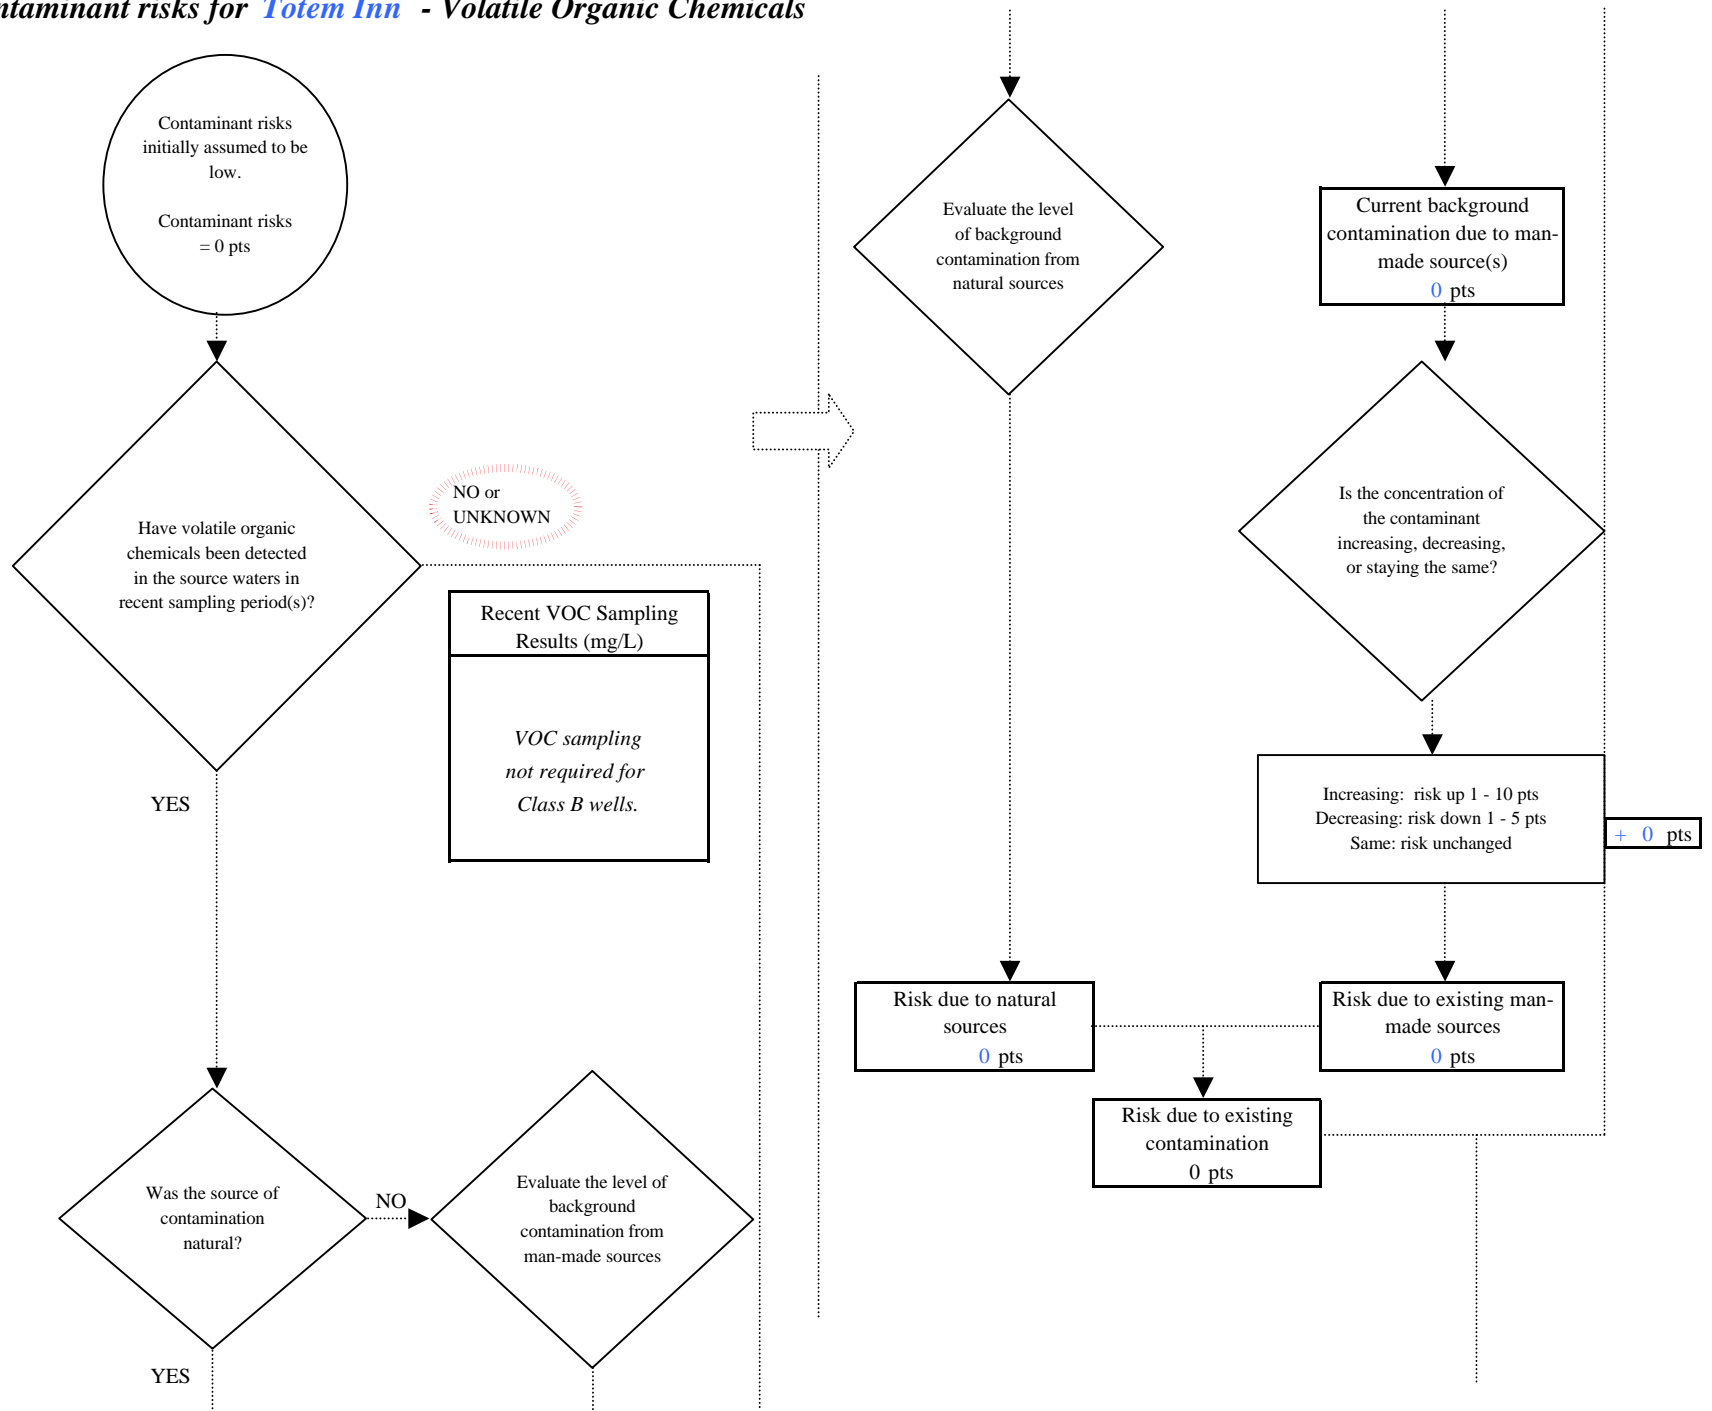 ntaminant risks for Totem Inn - Volatile Organic Chemicals
Contaminant risks
initially assumed to be
low.
Contaminant risks
= 0 pts
Have volatile organic
chemicals been detected
in the source waters in
recent sampling period(s)?
NO or
UNKNOWN
Recent VOC Sampling
Results (mg/L)
VOC sampling
not required for
Class B wells.
YES
Was the source of
contamination
natural?
NO
Evaluate the level of
background
contamination from
man-made sources
YES
Evaluate the level
of background
contamination from
natural sources
Current background
contamination due to man-
made source(s)
0 pts
Is the concentration of
the contaminant
increasing, decreasing,
or staying the same?
Increasing: risk up 1 - 10 pts
Decreasing: risk down 1 - 5 pts
Same: risk unchanged
+ 0 pts
Risk due to natural
sources
0 pts
Risk due to existing man-
made sources
0 pts
Risk due to existing
contamination
0 pts